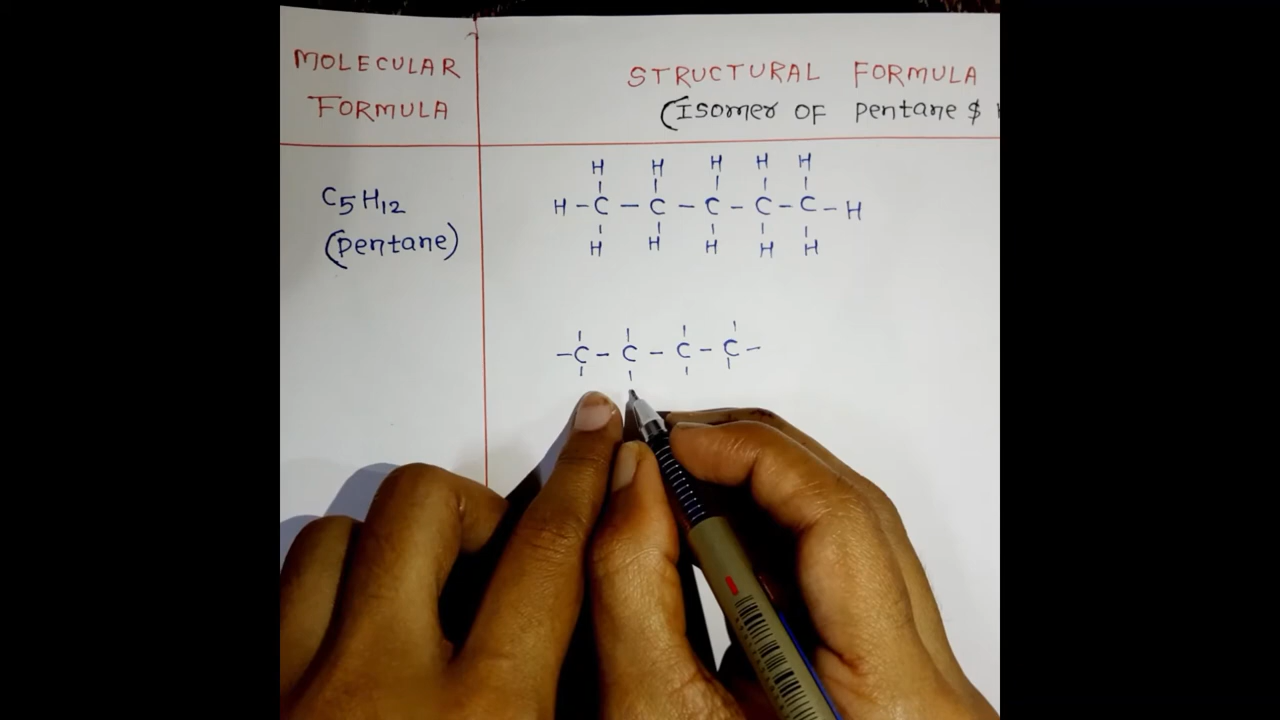 MOLECULAR
FORMULA
STRUCTURAL FORMULA
(Isomer OF Pentane $
C5H12
(Pentane)
H H H H H
H - C - C - C - C - C - H
H H H H H
- C - C - C - C -